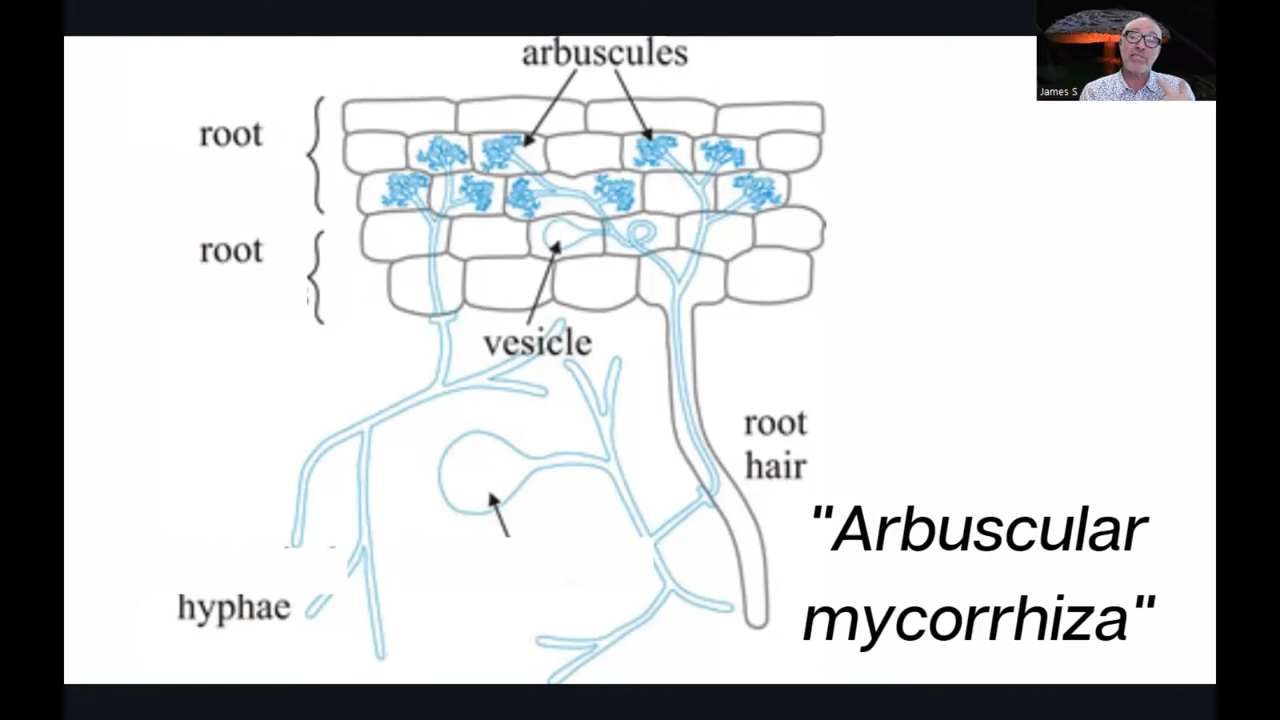 arbuscules
James S
root
root
vesicle
root
hair
"Arbuscular
mycorrhiza"
hyphae